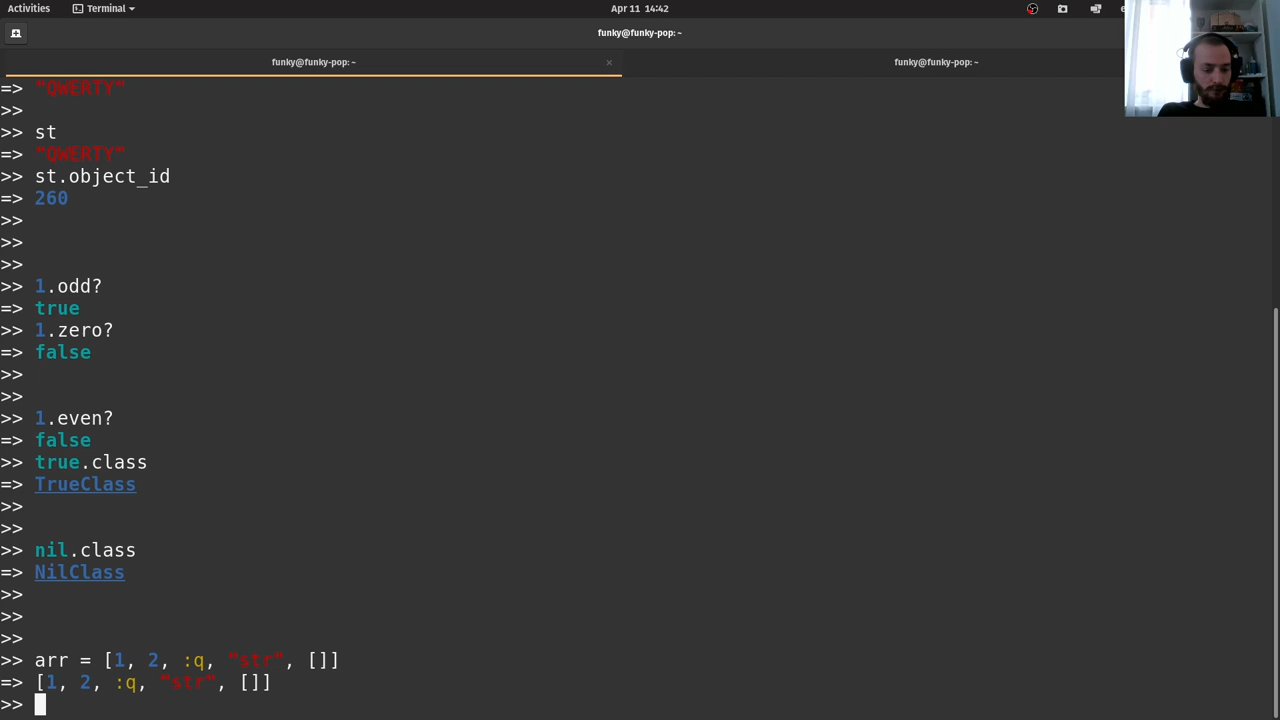 Activities
Terminal
Apr 11 14:42
funky@funky-pop: ~
funky@funky-pop: ~
×
funky@funky-pop: ~
=> "QWERTY"
>>
>> st
=> "QWERTY"
>> st.object_id
=> 260
>>
>>
>>
>> 1.odd?
=> true
>> 1.zero?
=> false
>>
>>
>> 1.even?
=> false
>> true.class
=> TrueClass
>>
>>
>> nil.class
=> NilClass
>>
>>
>>
>> arr = [1, 2, :q, "str", []]
=> [1, 2, :q, "str", []]
>>